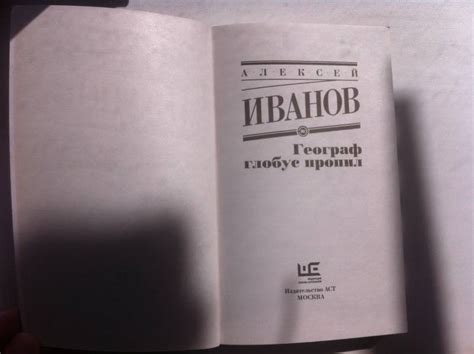 АЛЕКСЕЙ
ИВАНОВ
Географ
глобус пропил
Издательство АСТ
МОСКВА